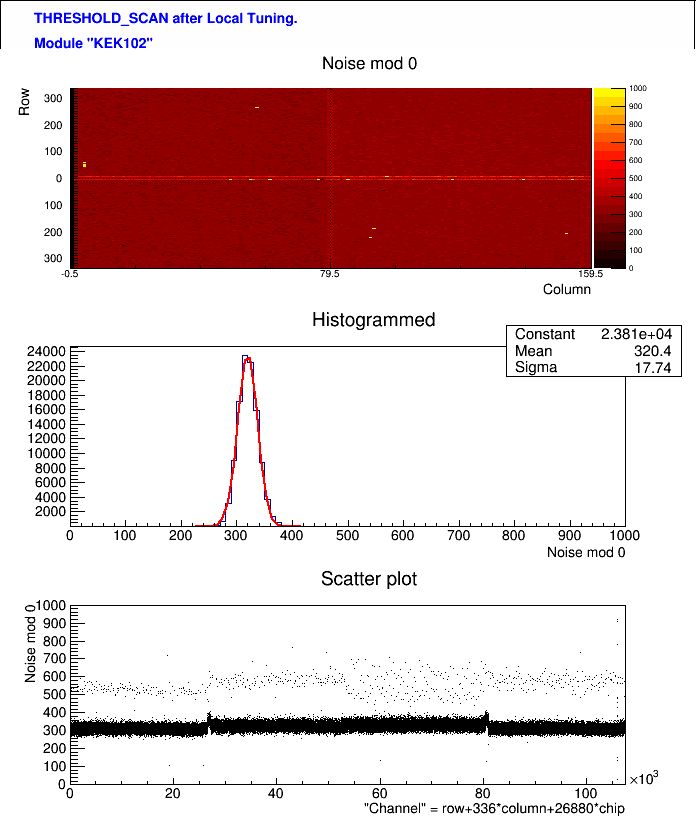 THRESHOLD_SCAN after Local Tuning.
Module "KEK102"
Noise mod 0
Row
300
200
100
0
100
200
300
-0.5 79.5 159.5
Column
1000
900
800
700
600
500
400
300
200
100
0
Histogrammed
Constant 2.381e+04
Mean 320.4
Sigma 17.74
24000
22000
20000
18000
16000
14000
12000
10000
8000
6000
4000
2000
0 100 200 300 400 500 600 700 800 900 1000
Noise mod 0
Scatter plot
Noise mod 0
1000
900
800
700
600
500
400
300
200
100
0
0 20 40 60 80 100
×10³
"Channel" = row+336*column+26880*chip